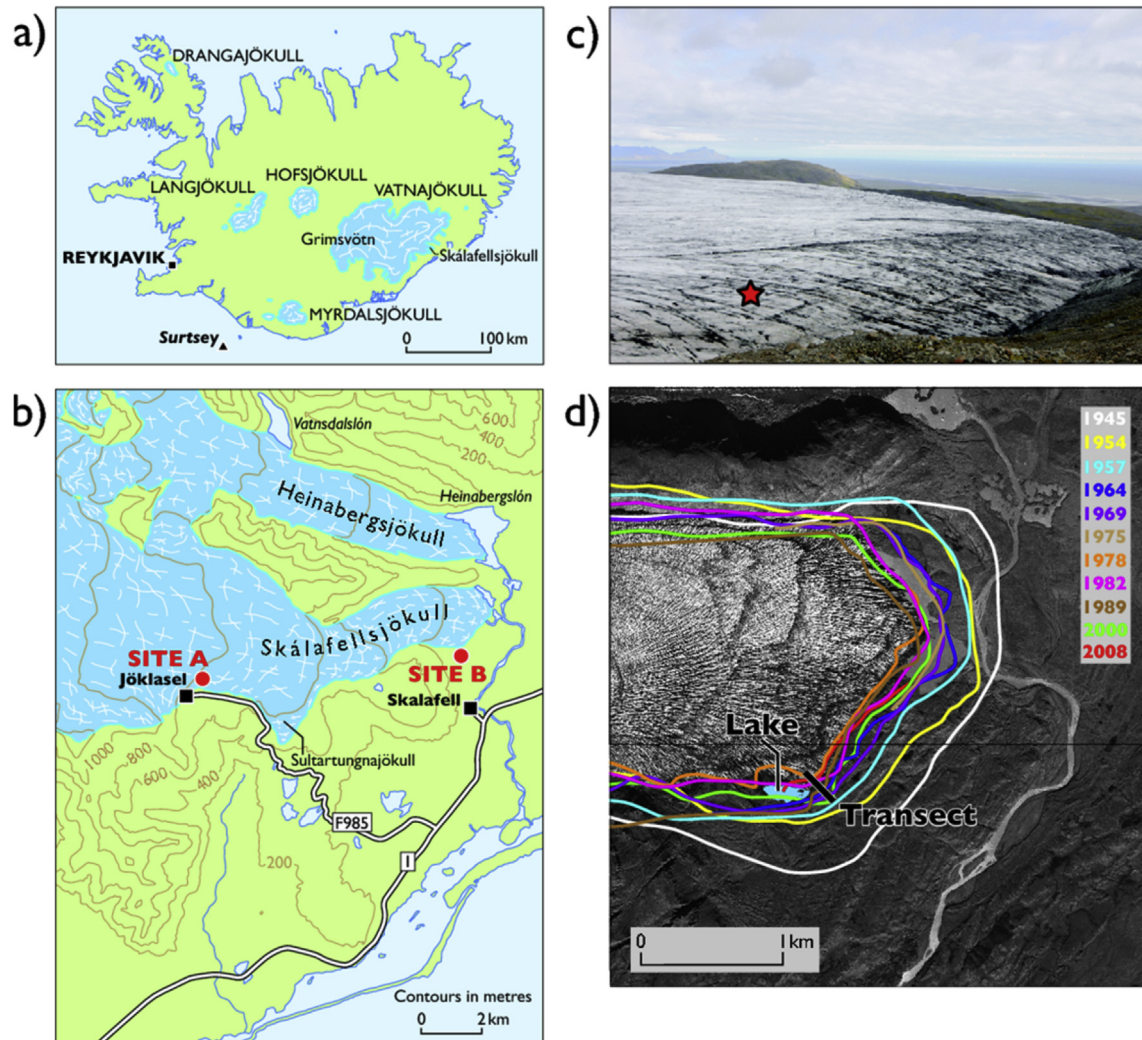 a)
DRANGAJÖKULL
LANGJÖKULL
HOFSJÖKULL
VATNAJÖKULL
Grimsvötn
Skálafellsjökull
REYKJAVIK
MYRDALSJÖKULL
Surtsey
0 100 km
b)
Vatnsdalslón
600
400
200
Heinabergslón
Heinabergsjökull
Skálafellsjökull
SITE A
Jöklasel
SITE B
Skalafell
Sultartungnajökull
1000
800
600
400
F985
200
1
Contours in metres
0 2 km
c)
d)
1945
1954
1957
1964
1969
1975
1978
1982
1989
2000
2008
Lake
Transect
0 1 km